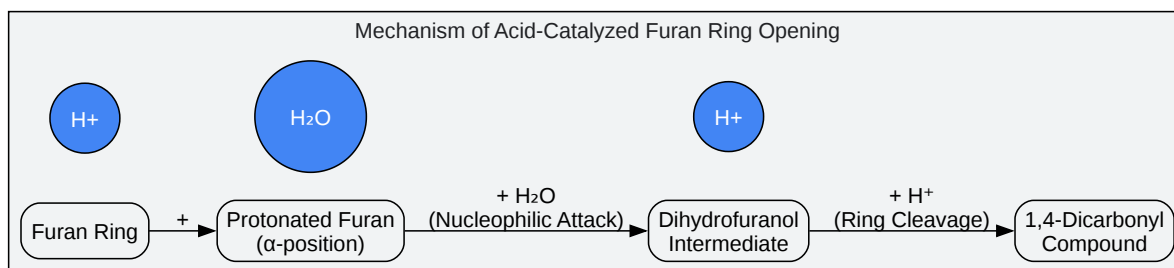 Mechanism of Acid-Catalyzed Furan Ring Opening
H+
H₂O
H+
+
+ H₂O
(Nucleophilic Attack)
+ H⁺
(Ring Cleavage)
Furan Ring
Protonated Furan
(α-position)
Dihydrofuranol
Intermediate
1,4-Dicarbonyl
Compound